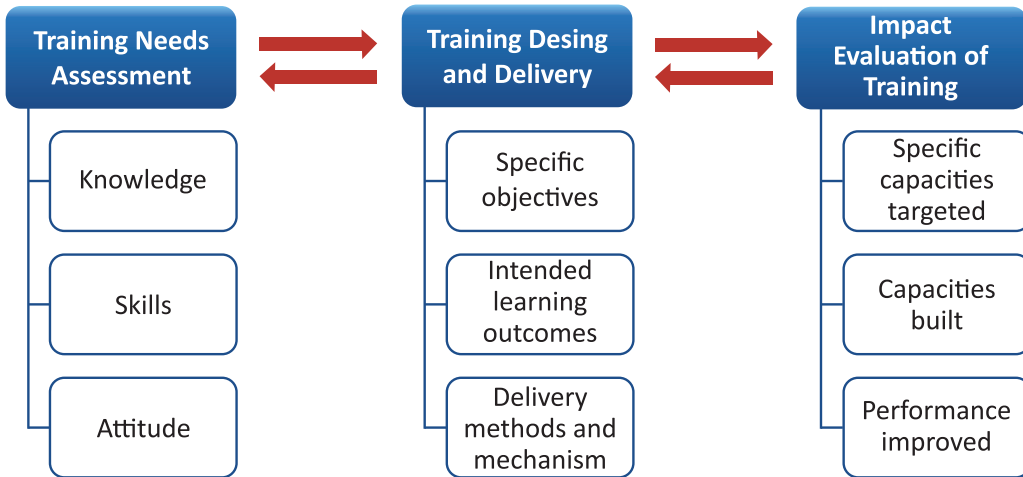 Training Needs
Assessment
Knowledge
Skills
Attitude
Training Desing
and Delivery
Specific
objectives
Intended
learning
outcomes
Delivery
methods and
mechanism
Impact
Evaluation of
Training
Specific
capacities
targeted
Capacities
built
Performance
improved